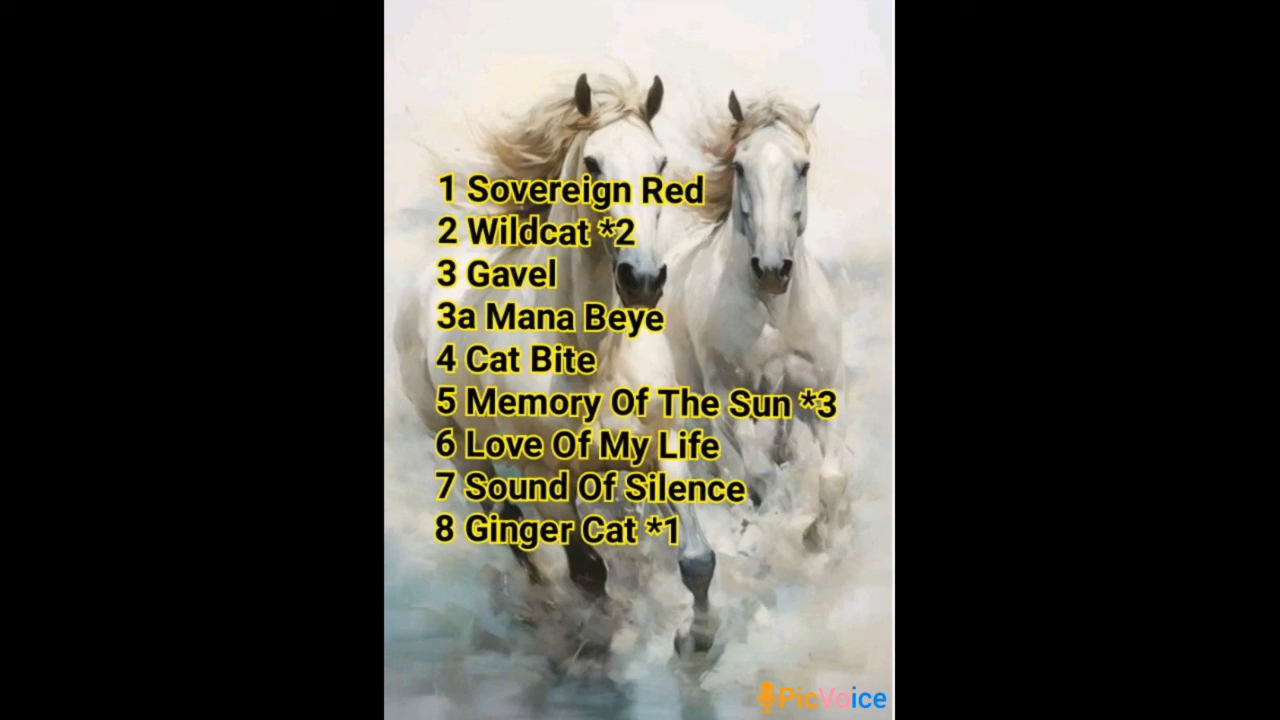 1 Sovereign Red
2 Wildcat *2
3 Gavel
3a Mana Beye
4 Cat Bite
5 Memory Of The Sun *3
6 Love Of My Life
7 Sound Of Silence
8 Ginger Cat *1
PicVoice